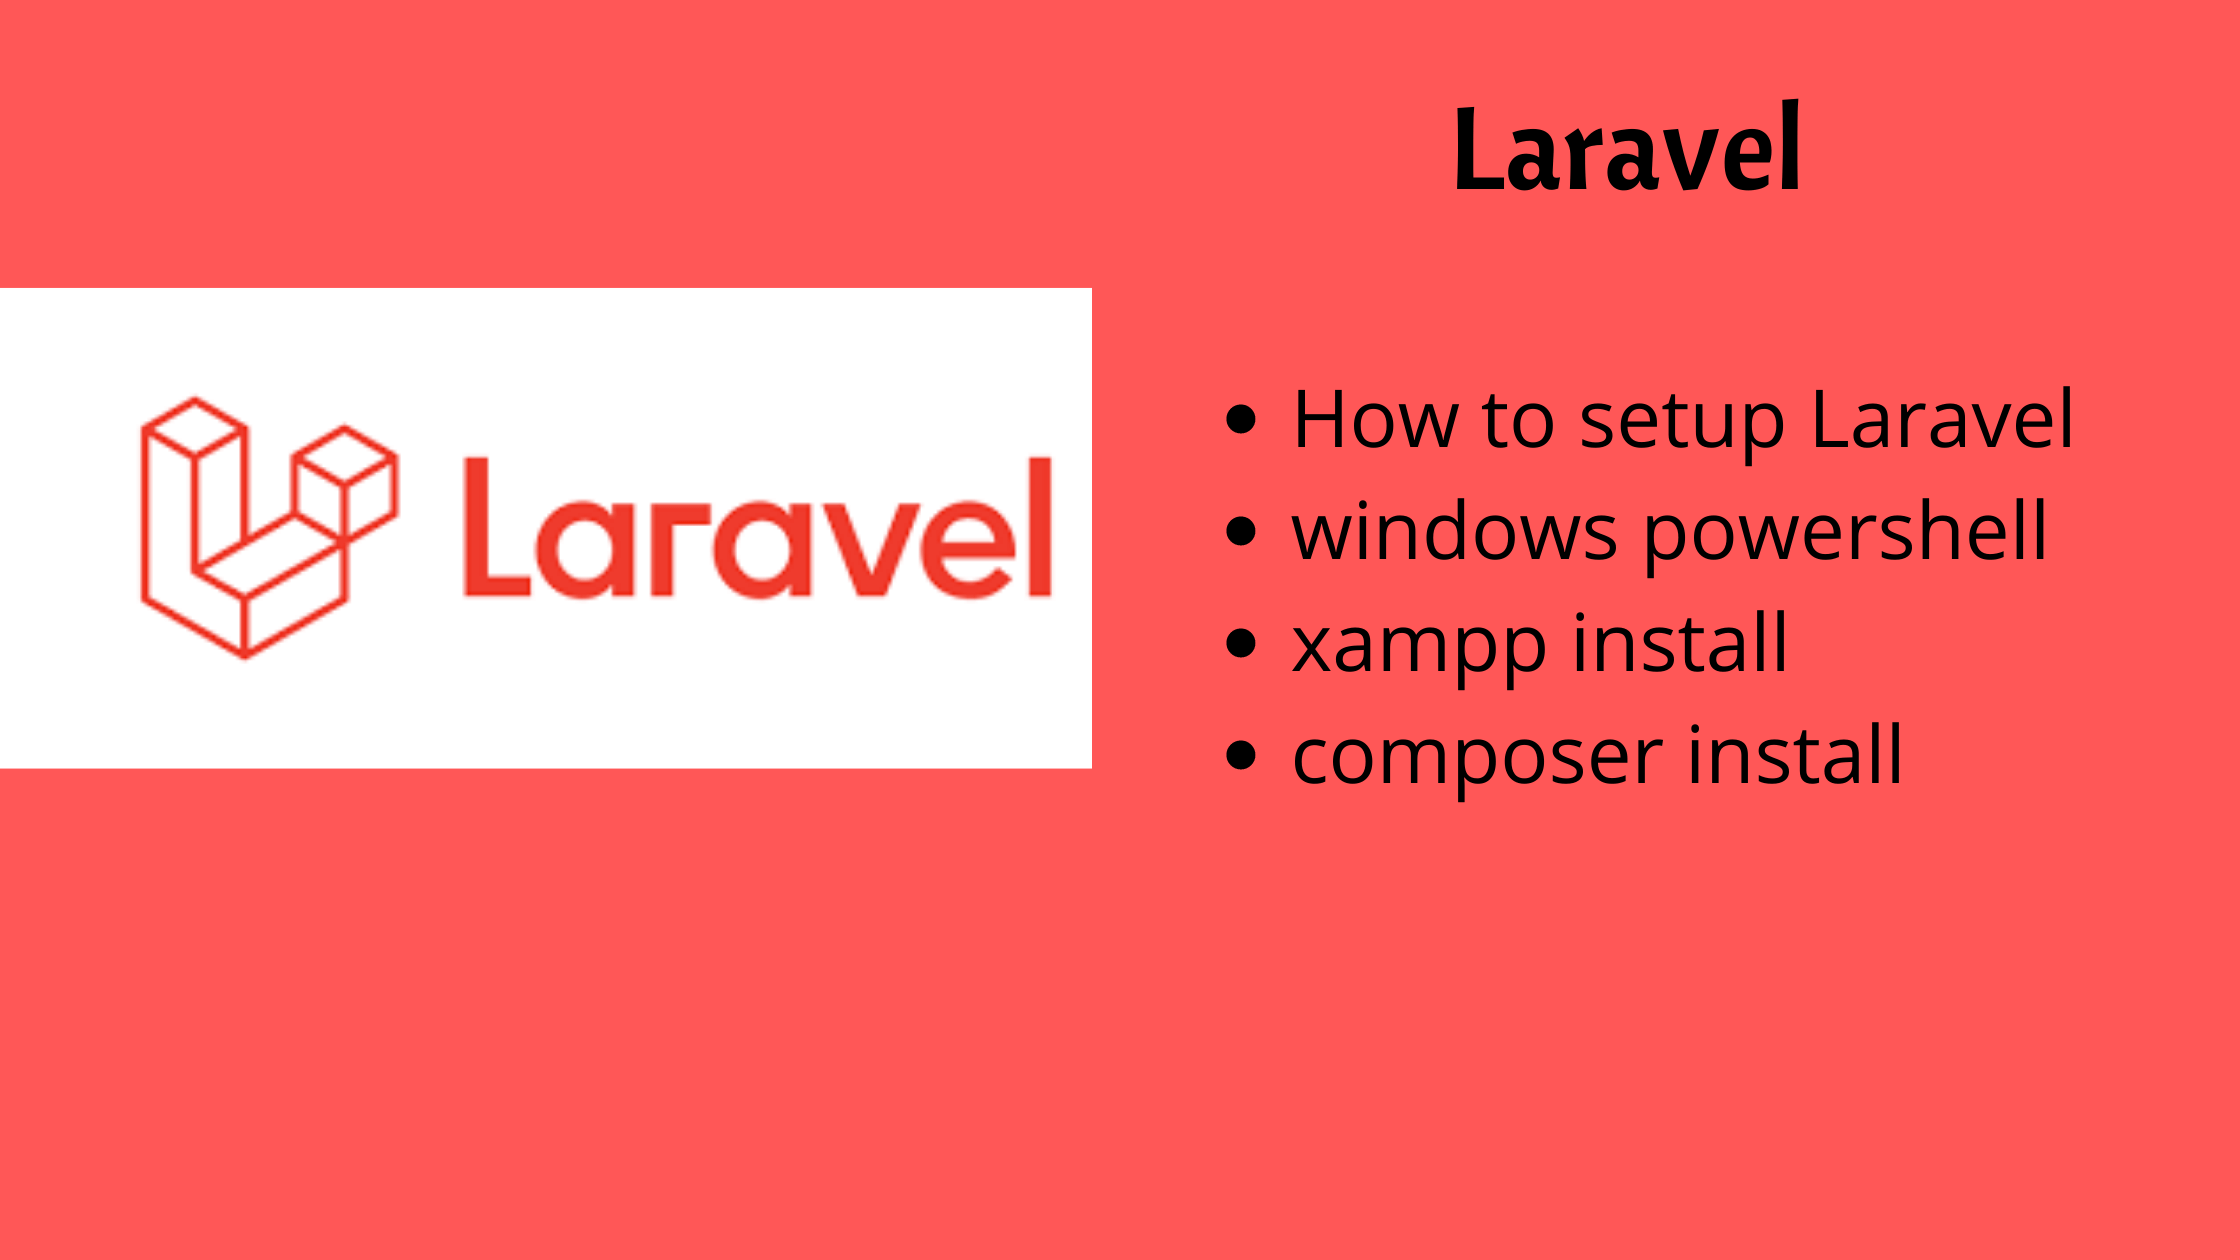 Laravel
Laravel
• How to setup Laravel
• windows powershell
• xampp install
• composer install